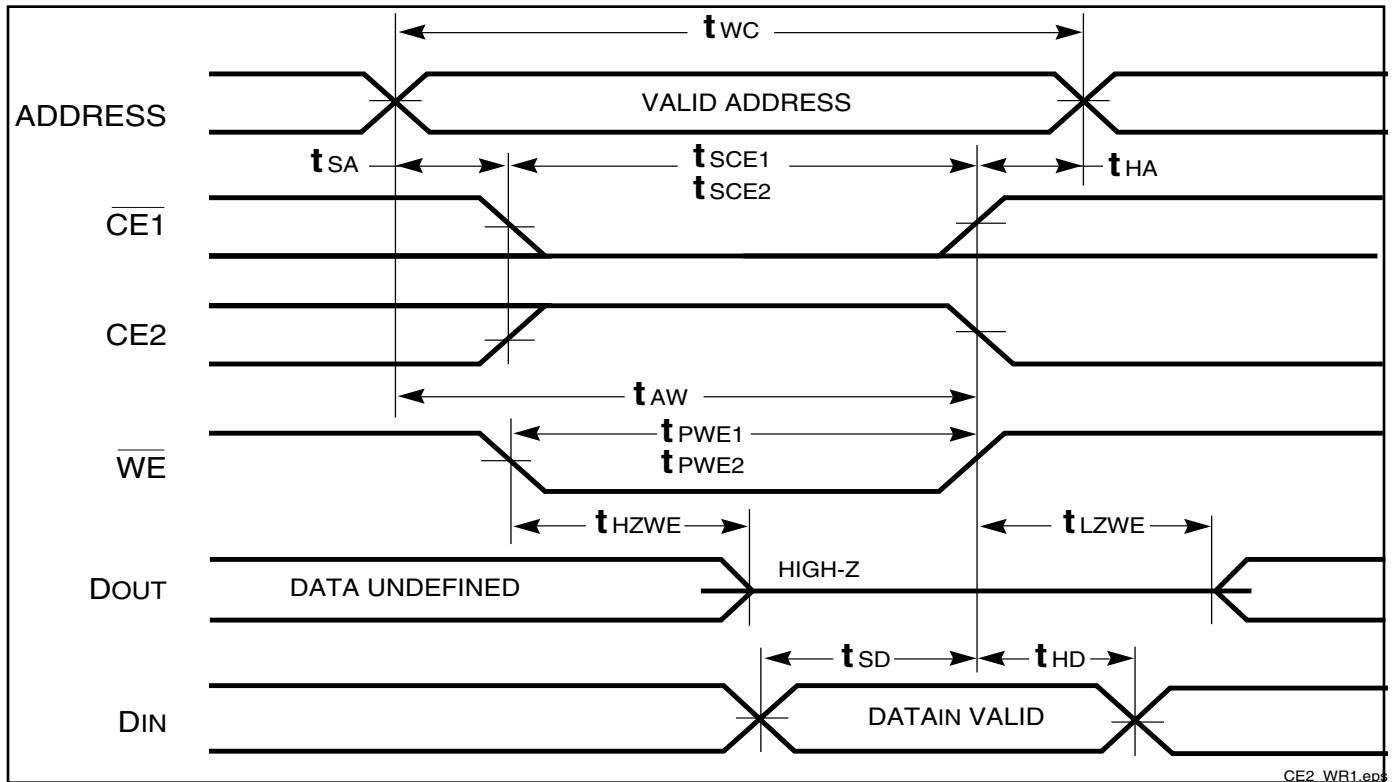 tWC
ADDRESS
VALID ADDRESS
tSA
tSCE1
tSCE2
tHA
CE1
CE2
tAW
tPWE1
tPWE2
WE
tHZWE
tLZWE
DOUT
DATA UNDEFINED
HIGH-Z
tSD
tHD
DIN
DATAIN VALID
CE2_WR1.eps